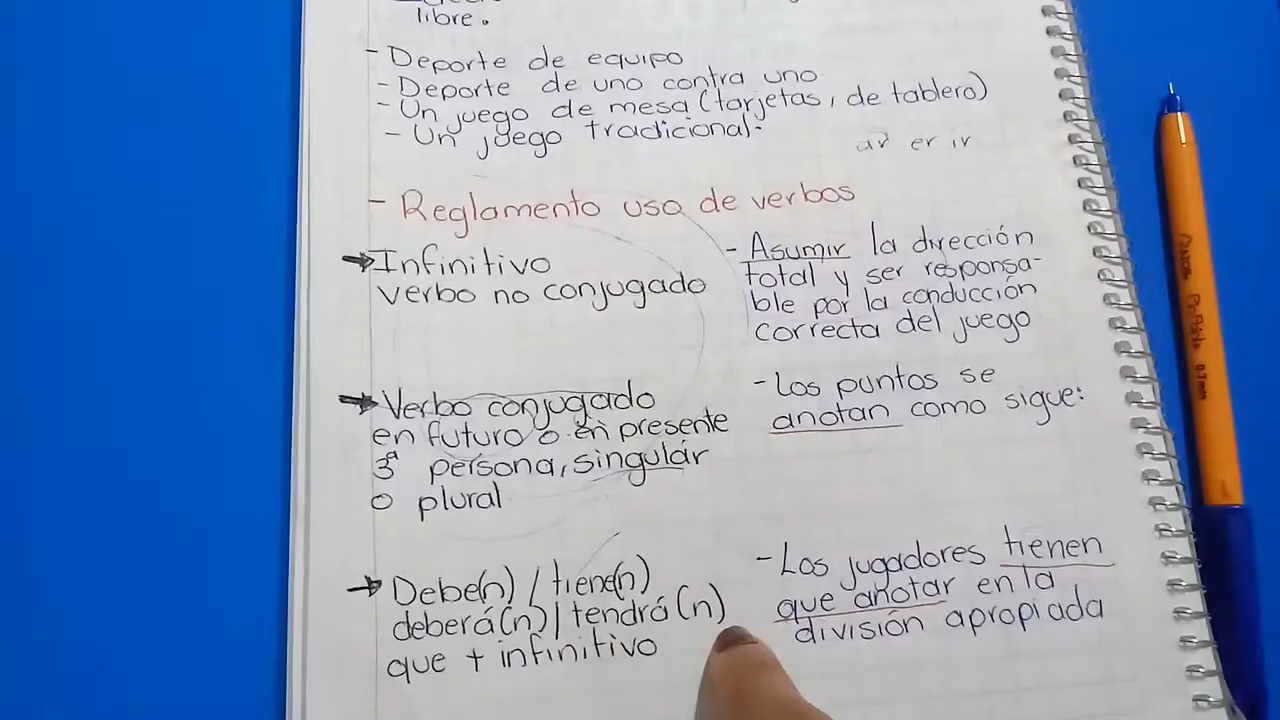 libre.
- Deporte de equipo
- Deporte de uno contra uno
- Un juego de mesa (tarjetas, de tablero)
- Un juego tradicional.
ar er ir
- Reglamento uso de verbos
→ Infinitivo
verbo no conjugado
- Asumir la dirección
total y ser responsa-
ble por la conducción
correcta del juego
→ Verbo conjugado
en futuro o en presente
3ª persona, singular
o plural
- Los puntos se
anotan como sigue:
→ Debe(n) / tiene(n)
deberá(n) / tendrá(n)
que + infinitivo
- Los jugadores tienen
que anotar en la
división apropiada